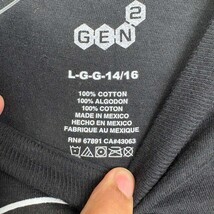 GEN2
L-G-G-14/16
100% COTTON
100% ALGODON
100% COTON
MADE IN MEXICO
HECHO EN MEXICO
FABRIQUE AU MEXIQUE
RN# 67891 CA#43063